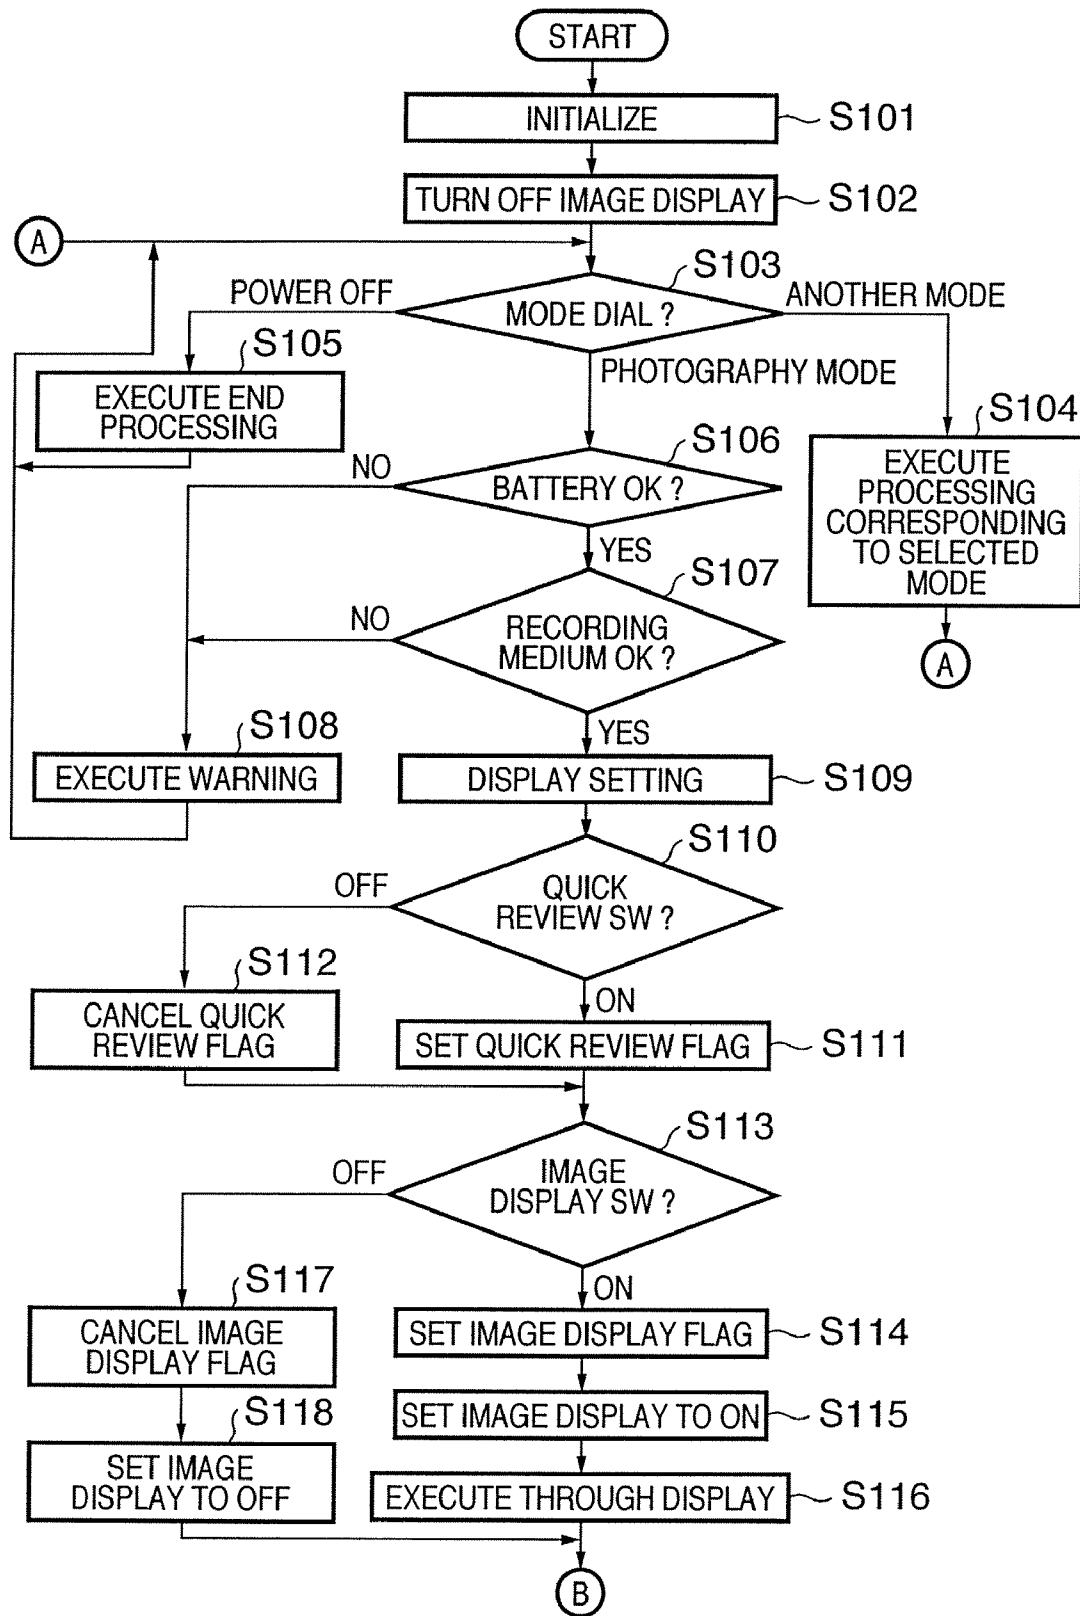 START
INITIALIZE
S101
TURN OFF IMAGE DISPLAY
S102
A
S103
POWER OFF
MODE DIAL ?
ANOTHER MODE
S105
PHOTOGRAPHY MODE
EXECUTE END
PROCESSING
S104
S106
NO
BATTERY OK ?
EXECUTE
PROCESSING
CORRESPONDING
TO SELECTED
MODE
YES
S107
NO
RECORDING
MEDIUM OK ?
A
S108
YES
EXECUTE WARNING
DISPLAY SETTING
S109
S110
OFF
QUICK
REVIEW SW ?
S112
ON
CANCEL QUICK
REVIEW FLAG
SET QUICK REVIEW FLAG
S111
S113
OFF
IMAGE
DISPLAY SW ?
S117
ON
CANCEL IMAGE
DISPLAY FLAG
SET IMAGE DISPLAY FLAG
S114
S118
SET IMAGE DISPLAY TO ON
S115
SET IMAGE
DISPLAY TO OFF
EXECUTE THROUGH DISPLAY
S116
B